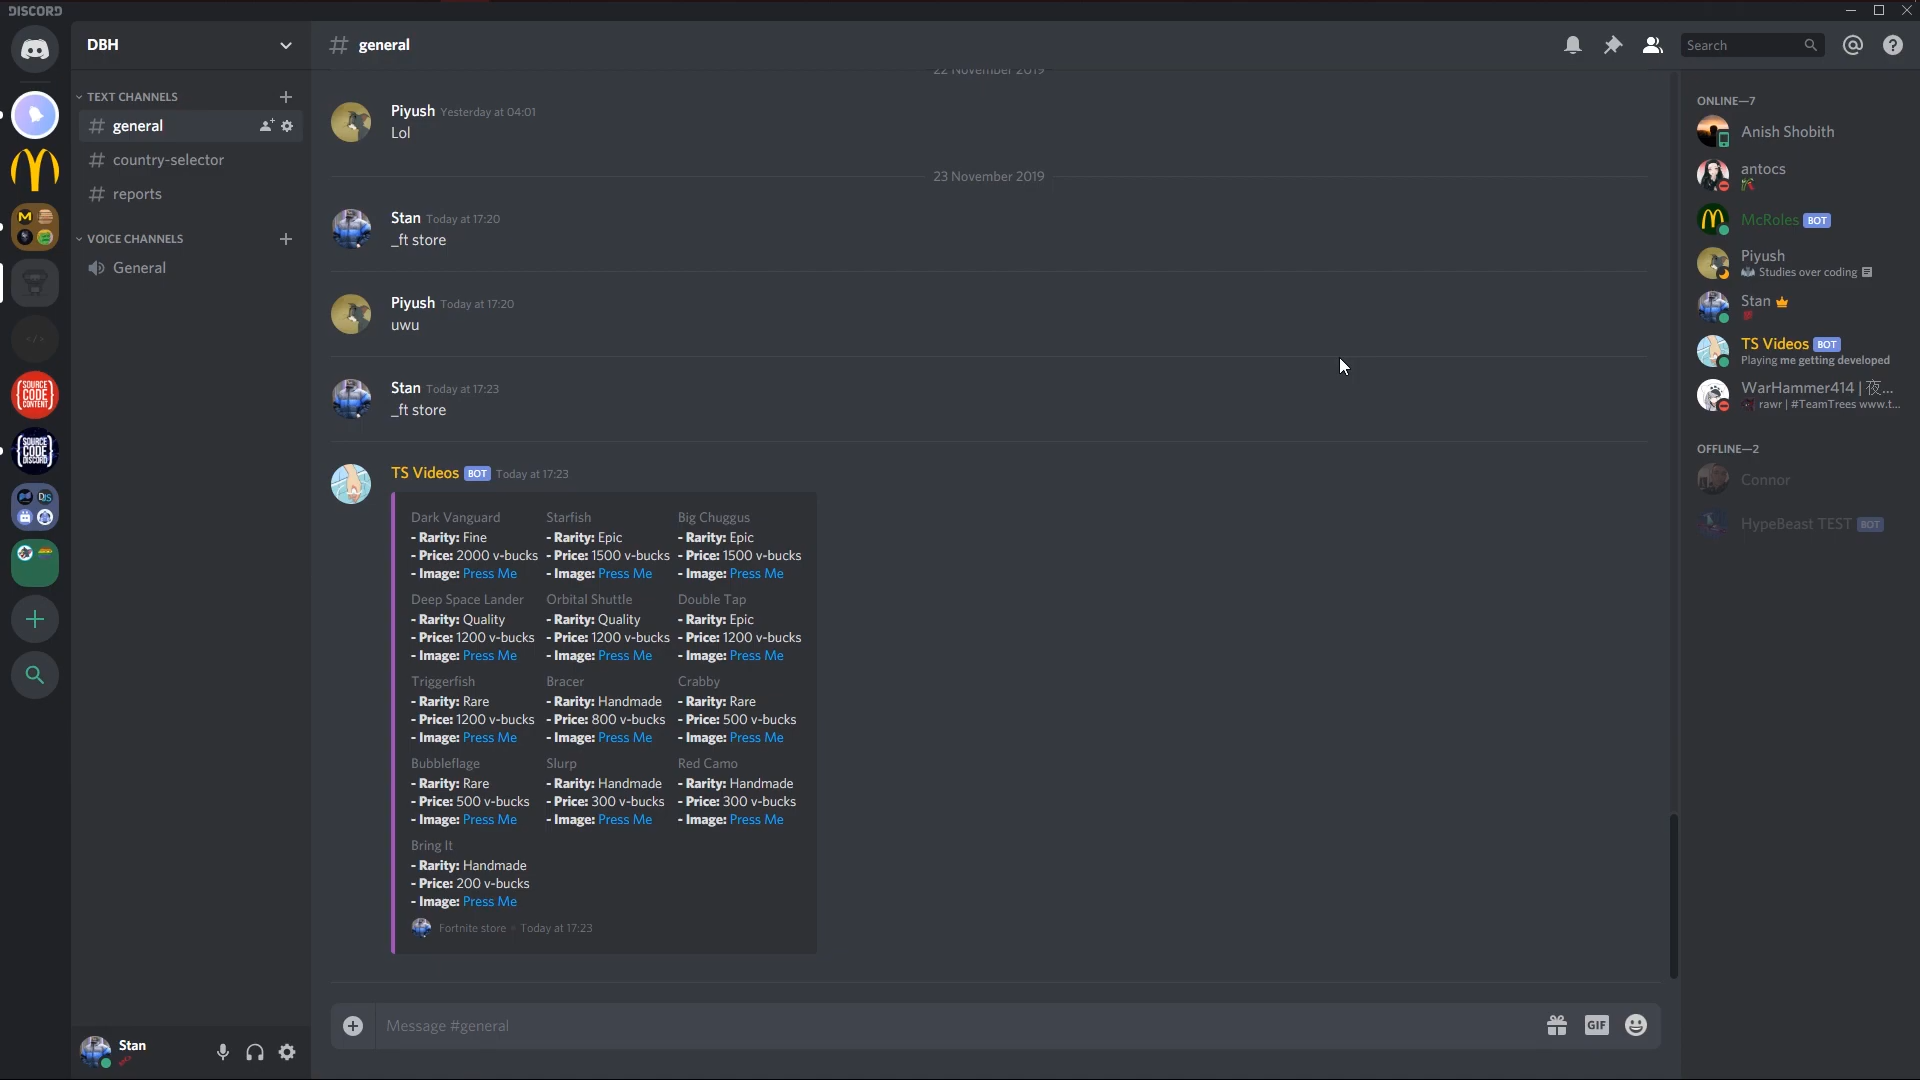 DISCORD
DBH
# general
Search
TEXT CHANNELS
# general
# country-selector
# reports
VOICE CHANNELS
General
22 November 2019
Piyush Yesterday at 04:01
Lol
23 November 2019
Stan Today at 17:20
_ft store
Piyush Today at 17:20
uwu
Stan Today at 17:23
_ft store
TS Videos BOT Today at 17:23
Dark Vanguard Starfish Big Chuggus
- Rarity: Fine - Rarity: Epic - Rarity: Epic
- Price: 2000 v-bucks - Price: 1500 v-bucks - Price: 1500 v-bucks
- Image: Press Me - Image: Press Me - Image: Press Me
Deep Space Lander Orbital Shuttle Double Tap
- Rarity: Quality - Rarity: Quality - Rarity: Epic
- Price: 1200 v-bucks - Price: 1200 v-bucks - Price: 1200 v-bucks
- Image: Press Me - Image: Press Me - Image: Press Me
Triggerfish Bracer Crabby
- Rarity: Rare - Rarity: Handmade - Rarity: Rare
- Price: 1200 v-bucks - Price: 800 v-bucks - Price: 500 v-bucks
- Image: Press Me - Image: Press Me - Image: Press Me
Bubbleflage Slurp Red Camo
- Rarity: Rare - Rarity: Handmade - Rarity: Handmade
- Price: 500 v-bucks - Price: 300 v-bucks - Price: 300 v-bucks
- Image: Press Me - Image: Press Me - Image: Press Me
Bring It
- Rarity: Handmade
- Price: 200 v-bucks
- Image: Press Me
Fortnite store • Today at 17:23
Message #general
GIF
ONLINE—7
Anish Shobith
antocs
McRoles BOT
Piyush
Studies over coding
Stan
TS Videos BOT
Playing me getting developed
WarHammer414 | 夜...
rawr | #TeamTrees www.t...
OFFLINE—2
Connor
HypeBeast TEST BOT
{SOURCE
CODE
CONTENT}
{SOURCE
CODE
DISCORD}
Stan